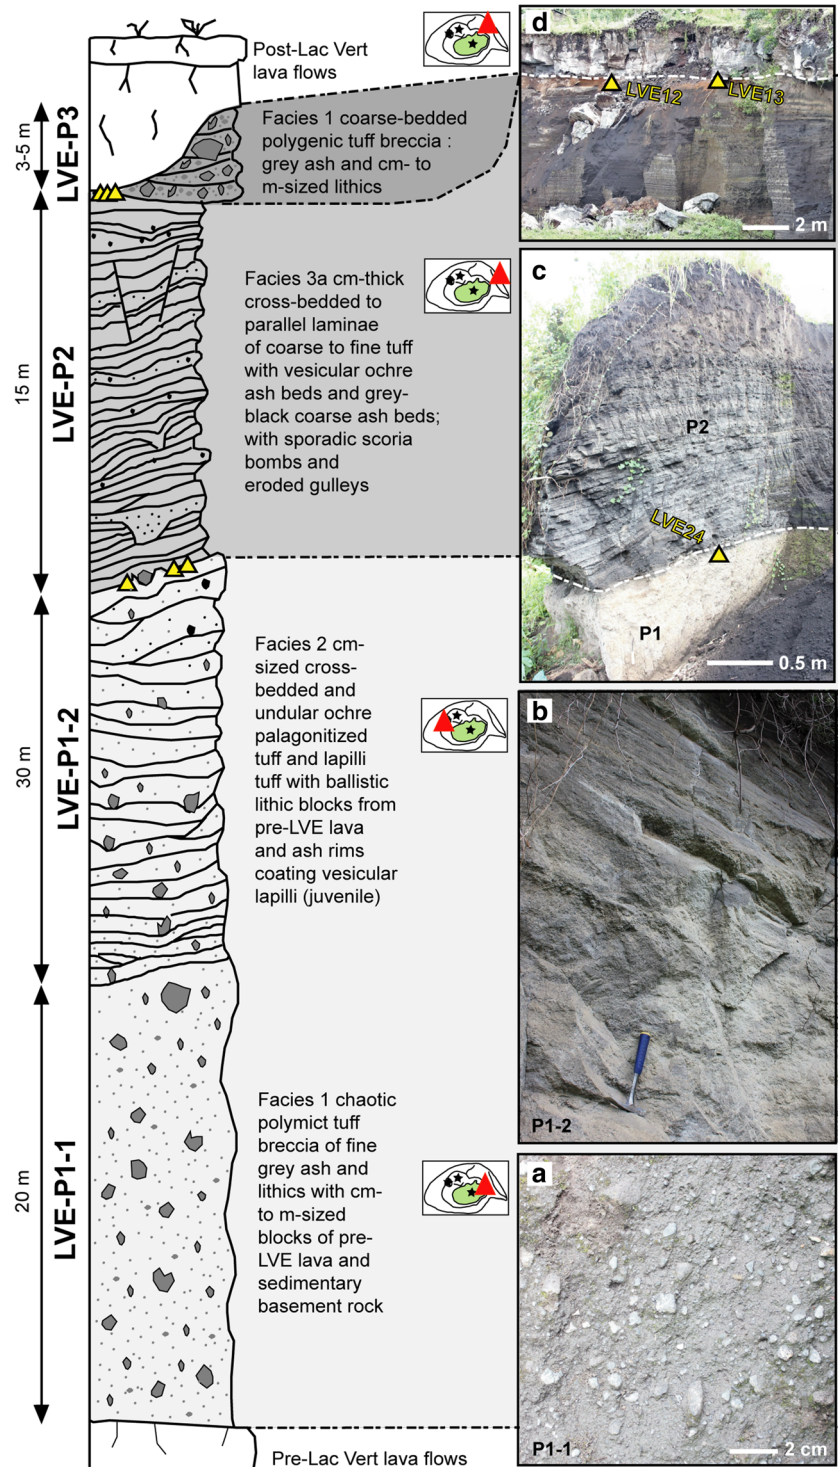 Post-Lac Vert
lava flows
3-5 m
LVE-P3
Facies 1 coarse-bedded
polygenic tuff breccia :
grey ash and cm- to
m-sized lithics
d
LVE12
LVE13
2 m
15 m
LVE-P2
Facies 3a cm-thick
cross-bedded to
parallel laminae
of coarse to fine tuff
with vesicular ochre
ash beds and grey-
black coarse ash beds;
with sporadic scoria
bombs and
eroded gulleys
c
P2
LVE24
P1
0.5 m
30 m
LVE-P1-2
Facies 2 cm-
sized cross-
bedded and
undular ochre
palagonitized
tuff and lapilli
tuff with ballistic
lithic blocks from
pre-LVE lava
and ash rims
coating vesicular
lapilli (juvenile)
b
P1-2
20 m
LVE-P1-1
Facies 1 chaotic
polymict tuff
breccia of fine
grey ash and
lithics with cm-
to m-sized
blocks of pre-
LVE lava and
sedimentary
basement rock
a
P1-1
2 cm
Pre-Lac Vert lava flows